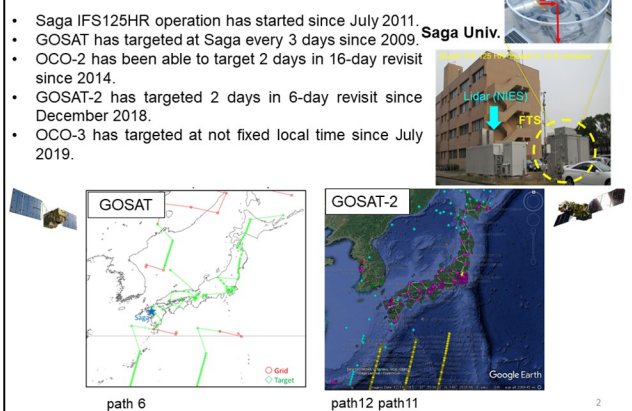 • Saga IFS125HR operation has started since July 2011.
• GOSAT has targeted at Saga every 3 days since 2009.
• OCO-2 has been able to target 2 days in 16-day revisit
since 2014.
• GOSAT-2 has targeted 2 days in 6-day revisit since
December 2018.
• OCO-3 has targeted at not fixed local time since July
2019.
Saga Univ.
Lidar (NIES)
FTS
GOSAT
Saga
Grid
Target
path 6
GOSAT-2
Google Earth
path12 path11
2